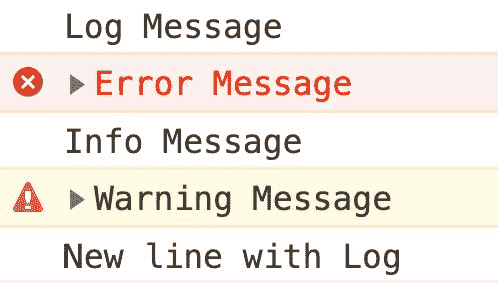 Log Message
Error Message
Info Message
Warning Message
New line with Log